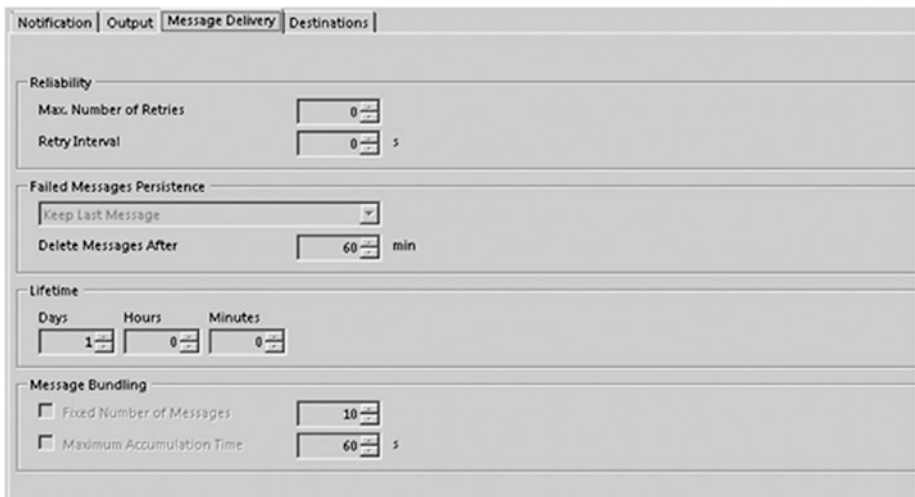 Notification Output Message Delivery Destinations
Reliability
Max. Number of Retries 0
Retry Interval 0 s
Failed Messages Persistence
Keep Last Message
Delete Messages After 60 min
Lifetime
Days Hours Minutes
1 0 0
Message Bundling
Fixed Number of Messages 10
Maximum Accumulation Time 60 s